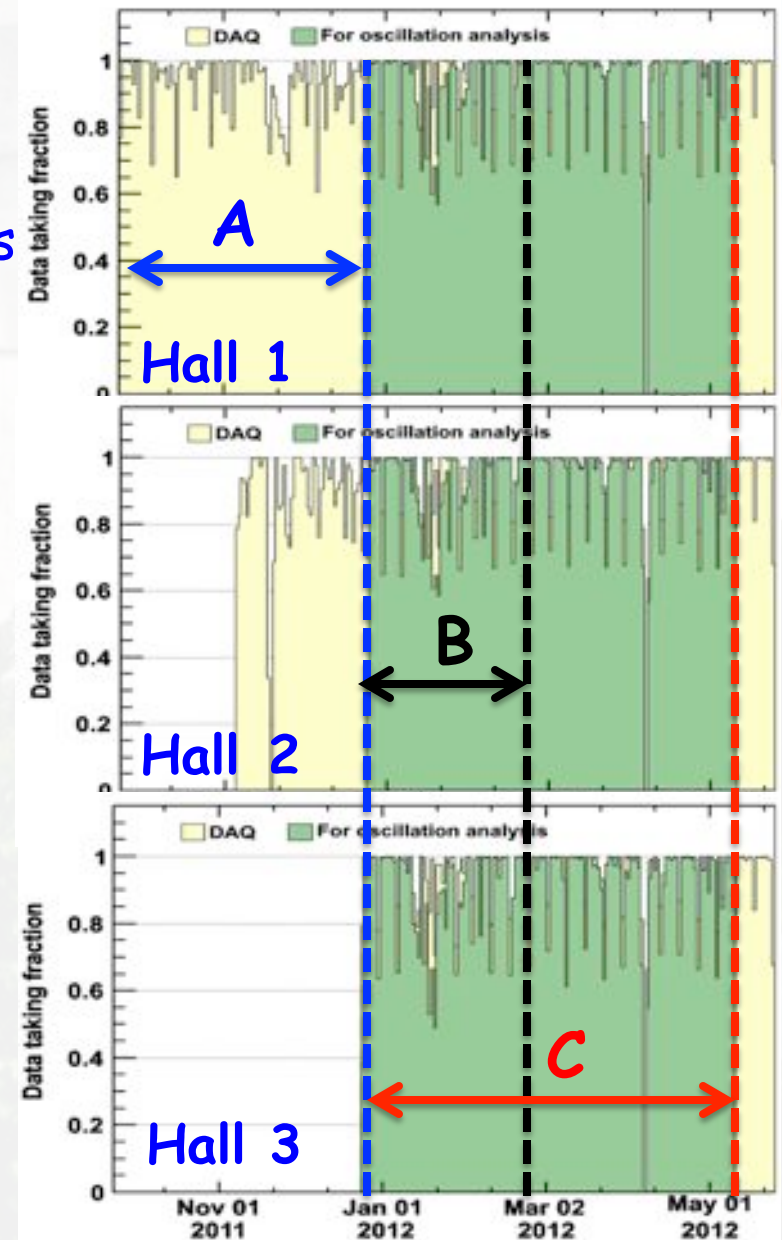 DAQ For oscillation analysis
1
0.8
0.6
0.4
0.2
0
Data taking fraction
s
A
Hall 1
DAQ For oscillation analysis
1
0.8
0.6
0.4
0.2
0
Data taking fraction
B
Hall 2
DAQ For oscillation analysis
1
0.8
0.6
0.4
0.2
0
Data taking fraction
C
Hall 3
Nov 01 Jan 01 Mar 02 May 01
2011 2012 2012 2012